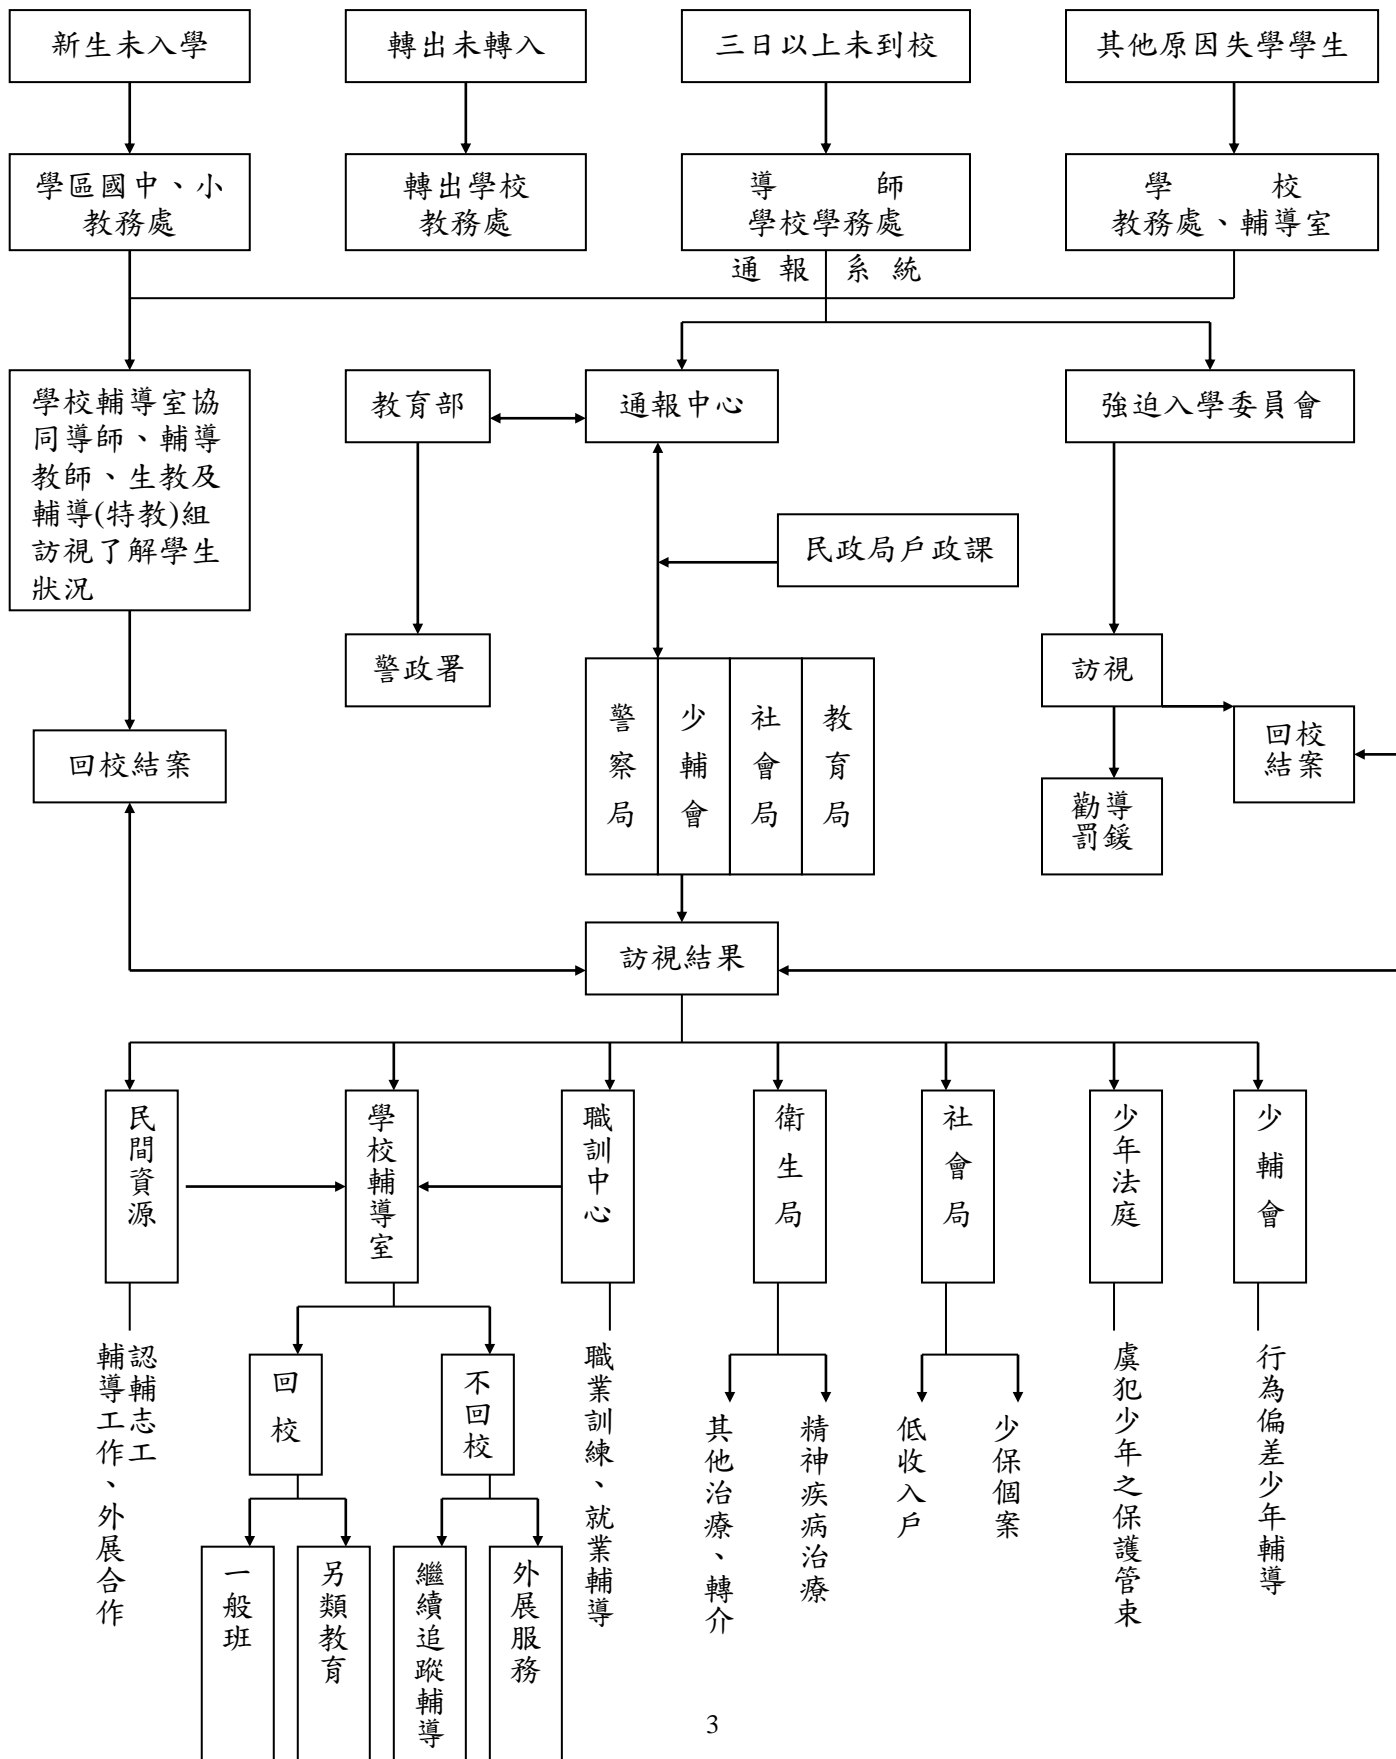 新生未入學
轉出未轉入
三日以上未到校
其他原因失學學生
學區國中、小
教務處
轉出學校
教務處
導　　師
學校學務處
學　　校
教務處、輔導室
通 報 系 統
學校輔導室協
同導師、輔導
教師、生教及
輔導(特教)組
訪視了解學生
狀況
教育部
通報中心
強迫入學委員會
民政局戶政課
警政署
訪視
警察局
少輔會
社會局
教育局
回校結案
回校
結案
勸導
罰鍰
訪視結果
民間資源
學校輔導室
職訓中心
衛生局
社會局
少年法庭
少輔會
認輔志工
輔導工作、外展合作
回校
不回校
職業訓練、就業輔導
其他治療、轉介
精神疾病治療
低收入戶
少保個案
虞犯少年之保護管束
行為偏差少年輔導
一般班
另類教育
繼續追蹤輔導
外展服務
3